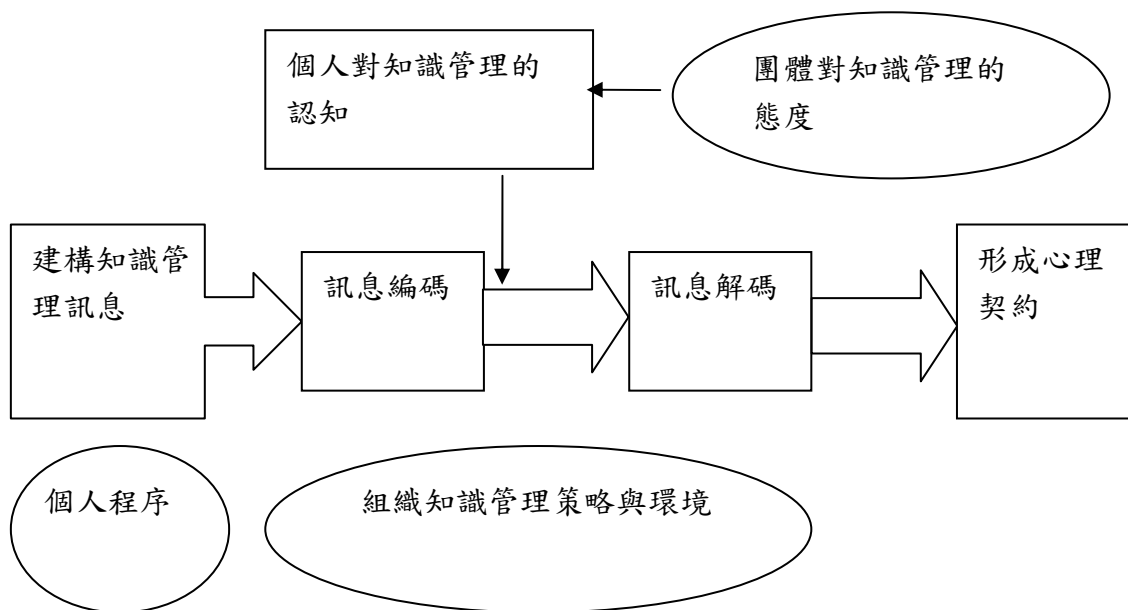 個人對知識管理的
認知
團體對知識管理的
態度
建構知識管
理訊息
訊息編碼
訊息解碼
形成心理
契約
個人程序
組織知識管理策略與環境